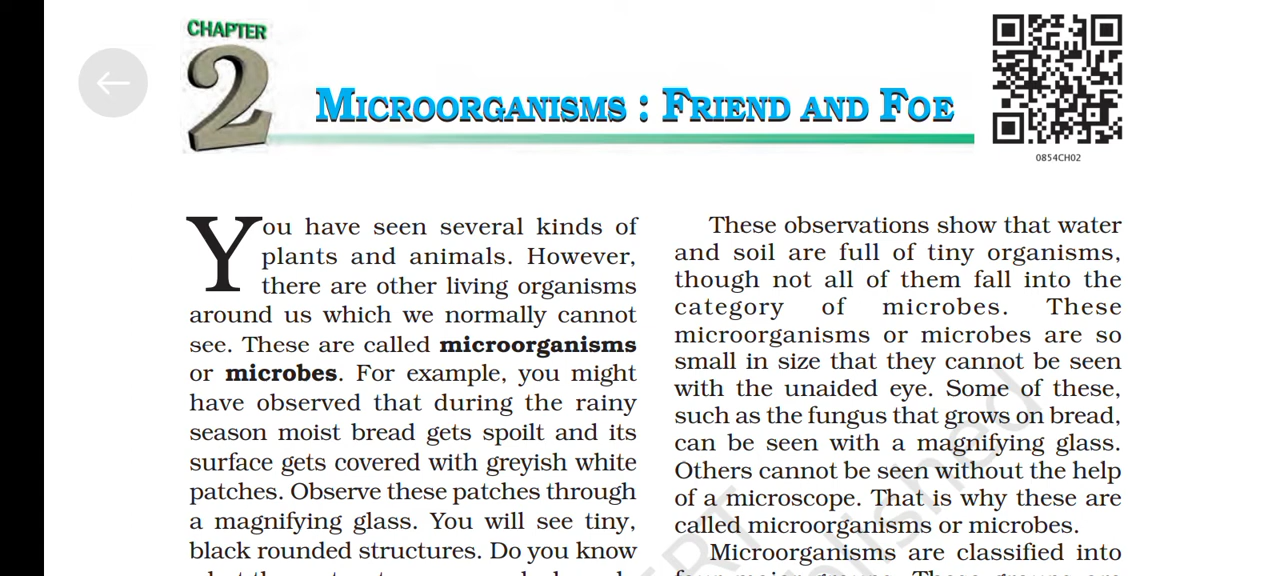 CHAPTER
2
MICROORGANISMS : FRIEND AND FOE
0854CH02
You have seen several kinds of
plants and animals. However,
there are other living organisms
around us which we normally cannot
see. These are called microorganisms
or microbes. For example, you might
have observed that during the rainy
season moist bread gets spoilt and its
surface gets covered with greyish white
patches. Observe these patches through
a magnifying glass. You will see tiny,
black rounded structures. Do you know
These observations show that water
and soil are full of tiny organisms,
though not all of them fall into the
category of microbes. These
microorganisms or microbes are so
small in size that they cannot be seen
with the unaided eye. Some of these,
such as the fungus that grows on bread,
can be seen with a magnifying glass.
Others cannot be seen without the help
of a microscope. That is why these are
called microorganisms or microbes.
Microorganisms are classified into